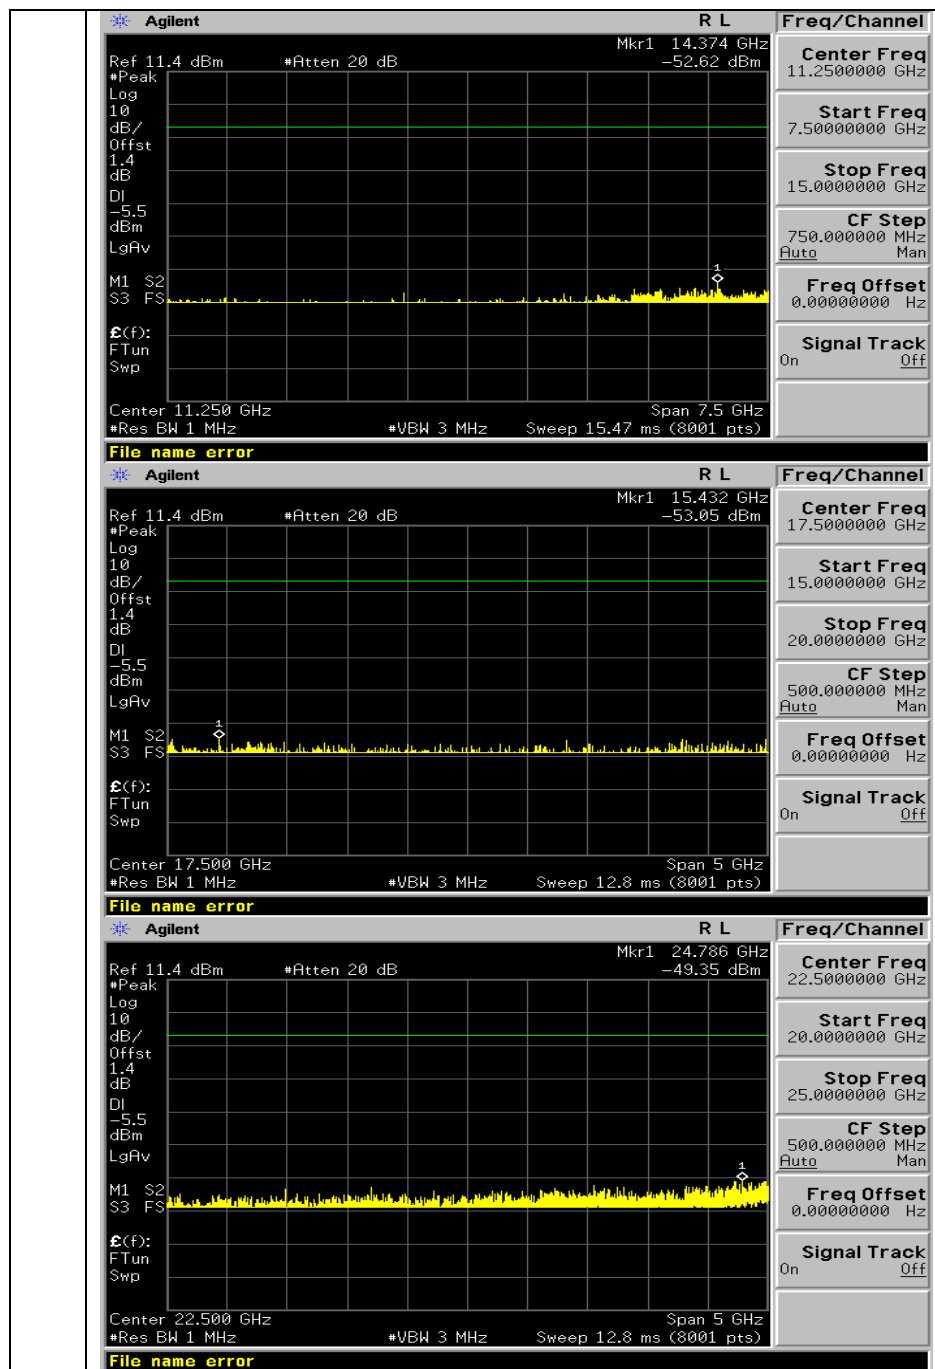 Agilent R L Freq/Channel
Mkr1 14.374 GHz
Ref 11.4 dBm #Atten 20 dB -52.62 dBm
#Peak
Log
10
dB/
Offst
1.4
dB
DI
-5.5
dBm
LgAv
M1 S2
S3 FS
£(f):
FTun
Swp
1
Center 11.250 GHz Span 7.5 GHz
#Res BW 1 MHz #VBW 3 MHz Sweep 15.47 ms (8001 pts)
File name error
Center Freq
11.2500000 GHz
Start Freq
7.50000000 GHz
Stop Freq
15.0000000 GHz
CF Step
750.000000 MHz
Auto Man
Freq Offset
0.00000000 Hz
Signal Track
On Off
Agilent R L Freq/Channel
Mkr1 15.432 GHz
Ref 11.4 dBm #Atten 20 dB -53.05 dBm
#Peak
Log
10
dB/
Offst
1.4
dB
DI
-5.5
dBm
LgAv
M1 S2
S3 FS
£(f):
FTun
Swp
1
Center 17.500 GHz Span 5 GHz
#Res BW 1 MHz #VBW 3 MHz Sweep 12.8 ms (8001 pts)
File name error
Center Freq
17.5000000 GHz
Start Freq
15.0000000 GHz
Stop Freq
20.0000000 GHz
CF Step
500.000000 MHz
Auto Man
Freq Offset
0.00000000 Hz
Signal Track
On Off
Agilent R L Freq/Channel
Mkr1 24.786 GHz
Ref 11.4 dBm #Atten 20 dB -49.35 dBm
#Peak
Log
10
dB/
Offst
1.4
dB
DI
-5.5
dBm
LgAv
M1 S2
S3 FS
£(f):
FTun
Swp
1
Center 22.500 GHz Span 5 GHz
#Res BW 1 MHz #VBW 3 MHz Sweep 12.8 ms (8001 pts)
File name error
Center Freq
22.5000000 GHz
Start Freq
20.0000000 GHz
Stop Freq
25.0000000 GHz
CF Step
500.000000 MHz
Auto Man
Freq Offset
0.00000000 Hz
Signal Track
On Off